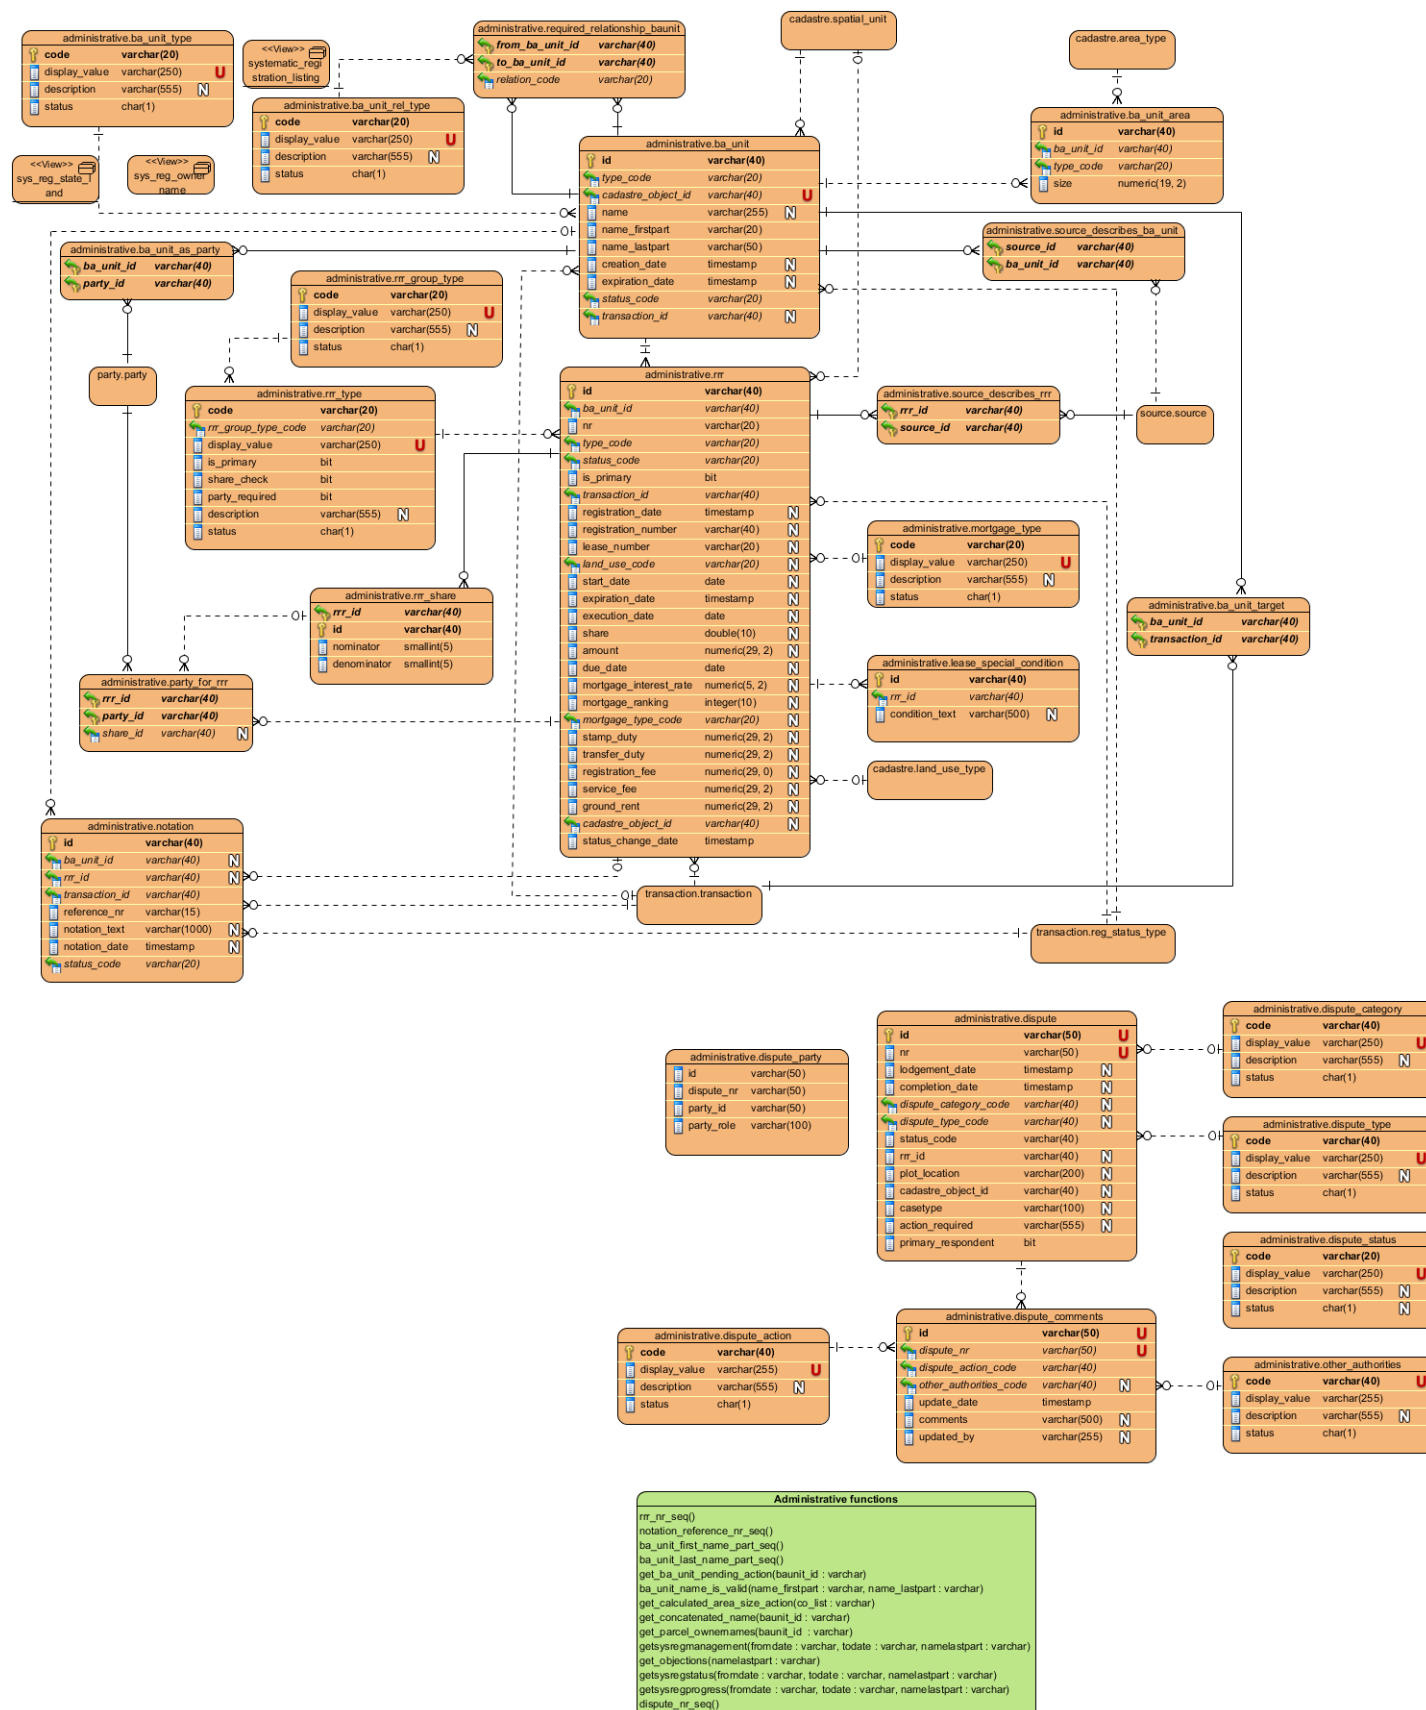 administrative.ba_unit_type
code varchar(20)
display_value varchar(250) U
description varchar(555) N
status char(1)
<<View>>
systematic_regi
stration_listing
administrative.required_relationship_baunit
from_ba_unit_id varchar(40)
to_ba_unit_id varchar(40)
relation_code varchar(20)
cadastre.spatial_unit
cadastre.area_type
administrative.ba_unit_rel_type
code varchar(20)
display_value varchar(250) U
description varchar(555) N
status char(1)
<<View>>
sys_reg_state_l
and
<<View>>
sys_reg_owner
name
administrative.ba_unit
id varchar(40)
type_code varchar(20)
cadastre_object_id varchar(40) U
name varchar(255) N
name_firstpart varchar(20)
name_lastpart varchar(50)
creation_date timestamp N
expiration_date timestamp N
status_code varchar(20)
transaction_id varchar(40) N
administrative.ba_unit_area
id varchar(40)
ba_unit_id varchar(40)
type_code varchar(20)
size numeric(19, 2)
administrative.source_describes_ba_unit
source_id varchar(40)
ba_unit_id varchar(40)
administrative.ba_unit_as_party
ba_unit_id varchar(40)
party_id varchar(40)
administrative.rrr_group_type
code varchar(20)
display_value varchar(250) U
description varchar(555) N
status char(1)
party.party
administrative.rrr_type
code varchar(20)
rrr_group_type_code varchar(20)
display_value varchar(250) U
is_primary bit
share_check bit
party_required bit
description varchar(555) N
status char(1)
administrative.rrr
id varchar(40)
ba_unit_id varchar(40)
nr varchar(20)
type_code varchar(20)
status_code varchar(20)
is_primary bit
transaction_id varchar(40)
registration_date timestamp N
registration_number varchar(40) N
lease_number varchar(20) N
land_use_code varchar(20) N
start_date date N
expiration_date timestamp N
execution_date date N
share double(10) N
amount numeric(29, 2) N
due_date date N
mortgage_interest_rate numeric(5, 2) N
mortgage_ranking integer(10) N
mortgage_type_code varchar(20) N
stamp_duty numeric(29, 2) N
transfer_duty numeric(29, 2) N
registration_fee numeric(29, 0) N
service_fee numeric(29, 2) N
ground_rent numeric(29, 2) N
cadastre_object_id varchar(40) N
status_change_date timestamp
administrative.source_describes_rrr
rrr_id varchar(40)
source_id varchar(40)
source.source
administrative.mortgage_type
code varchar(20)
display_value varchar(250) U
description varchar(555) N
status char(1)
administrative.rrr_share
rrr_id varchar(40)
id varchar(40)
nominator smallint(5)
denominator smallint(5)
administrative.ba_unit_target
ba_unit_id varchar(40)
transaction_id varchar(40)
administrative.party_for_rrr
rrr_id varchar(40)
party_id varchar(40)
share_id varchar(40) N
administrative.lease_special_condition
id varchar(40)
rrr_id varchar(40)
condition_text varchar(500) N
cadastre.land_use_type
administrative.notation
id varchar(40)
ba_unit_id varchar(40) N
rrr_id varchar(40) N
transaction_id varchar(40)
reference_nr varchar(15)
notation_text varchar(1000) N
notation_date timestamp N
status_code varchar(20)
transaction.transaction
transaction.reg_status_type
administrative.dispute_party
id varchar(50)
dispute_nr varchar(50)
party_id varchar(50)
party_role varchar(100)
administrative.dispute
id varchar(50) U
nr varchar(50) U
lodgement_date timestamp N
completion_date timestamp N
dispute_category_code varchar(40) N
dispute_type_code varchar(40) N
status_code varchar(40)
rrr_id varchar(40) N
plot_location varchar(200) N
cadastre_object_id varchar(40) N
casetype varchar(100) N
action_required varchar(555) N
primary_respondent bit
administrative.dispute_category
code varchar(40)
display_value varchar(250) U
description varchar(555) N
status char(1)
administrative.dispute_type
code varchar(40)
display_value varchar(250) U
description varchar(555) N
status char(1)
administrative.dispute_status
code varchar(20)
display_value varchar(250) U
description varchar(555) N
status char(1) N
administrative.dispute_action
code varchar(40)
display_value varchar(255) U
description varchar(555) N
status char(1)
administrative.dispute_comments
id varchar(50) U
dispute_nr varchar(50) U
dispute_action_code varchar(40)
other_authorities_code varchar(40) N
update_date timestamp
comments varchar(500) N
updated_by varchar(255) N
administrative.other_authorities
code varchar(40) U
display_value varchar(255)
description varchar(555) N
status char(1)
Administrative functions
rrr_nr_seq()
notation_reference_nr_seq()
ba_unit_first_name_part_seq()
ba_unit_last_name_part_seq()
get_ba_unit_pending_action(baunit_id : varchar)
ba_unit_name_is_valid(name_firstpart : varchar, name_lastpart : varchar)
get_calculated_area_size_action(co_list : varchar)
get_concatenated_name(baunit_id : varchar)
get_parcel_ownernames(baunit_id : varchar)
getsysregmanagement(fromdate : varchar, todate : varchar, namelastpart : varchar)
get_objections(namelastpart : varchar)
getsysregstatus(fromdate : varchar, todate : varchar, namelastpart : varchar)
getsysregprogress(fromdate : varchar, todate : varchar, namelastpart : varchar)
dispute_nr_seq()